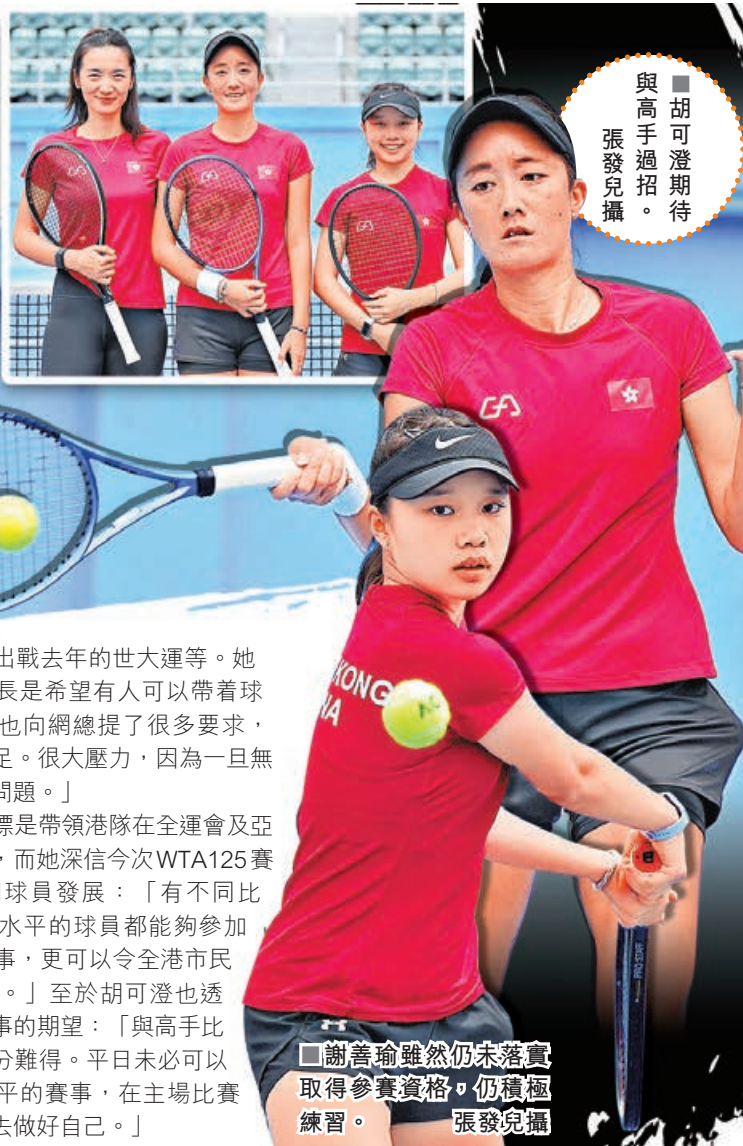 ■胡可澄期待
與高手過招。
張發兒攝
出戰去年的世大運等。她
長是希望有人可以帶着球
也向網總提了很多要求，
足。很大壓力，因為一旦無
問題。」
標是帶領港隊在全運會及亞
，而她深信今次WTA125賽
球員發展：「有不同比
水平的球員都能夠參加
事，更可以令全港市民
。」至於胡可澄也透
事的期望：「與高手比
分難得。平日未必可以
平的賽事，在主場比賽
去做好自己。」
KONG
NA
PRO STAFF
■謝善瑜雖然仍未落實
取得參賽資格，仍積極
練習。 張發兒攝